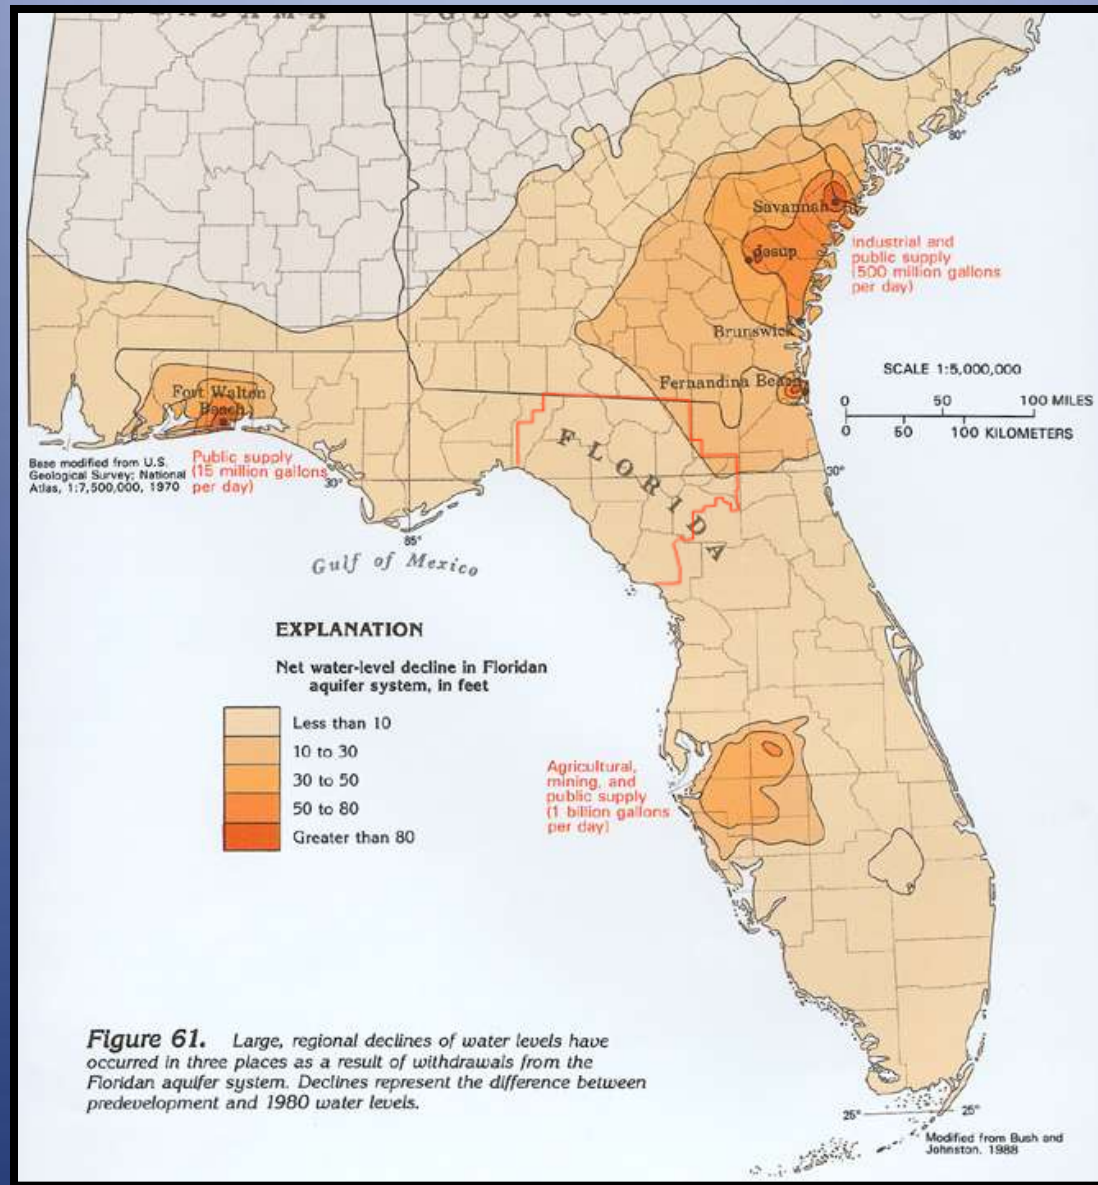 Savannah
Jasup
Industrial and
public supply
(500 million gallons
per day)
Brunswick
Fernandina Beach
SCALE 1:5,000,000
0 50 100 MILES
0 50 100 KILOMETERS
80°
Fort Walton
Beach
Base modified from U.S.
Geological Survey; National
Atlas, 1:7,500,000, 1970
Public supply
(15 million gallons
per day)
30°
30°
85°
FLORIDA
Gulf of Mexico
EXPLANATION
Net water-level decline in Floridan
aquifer system, in feet
Less than 10
10 to 30
30 to 50
50 to 80
Greater than 80
Agricultural,
mining, and
public supply
(1 billion gallons
per day)
Figure 61. Large, regional declines of water levels have
occurred in three places as a result of withdrawals from the
Floridan aquifer system. Declines represent the difference between
predevelopment and 1980 water levels.
25° 25°
Modified from Bush and
Johnston, 1988